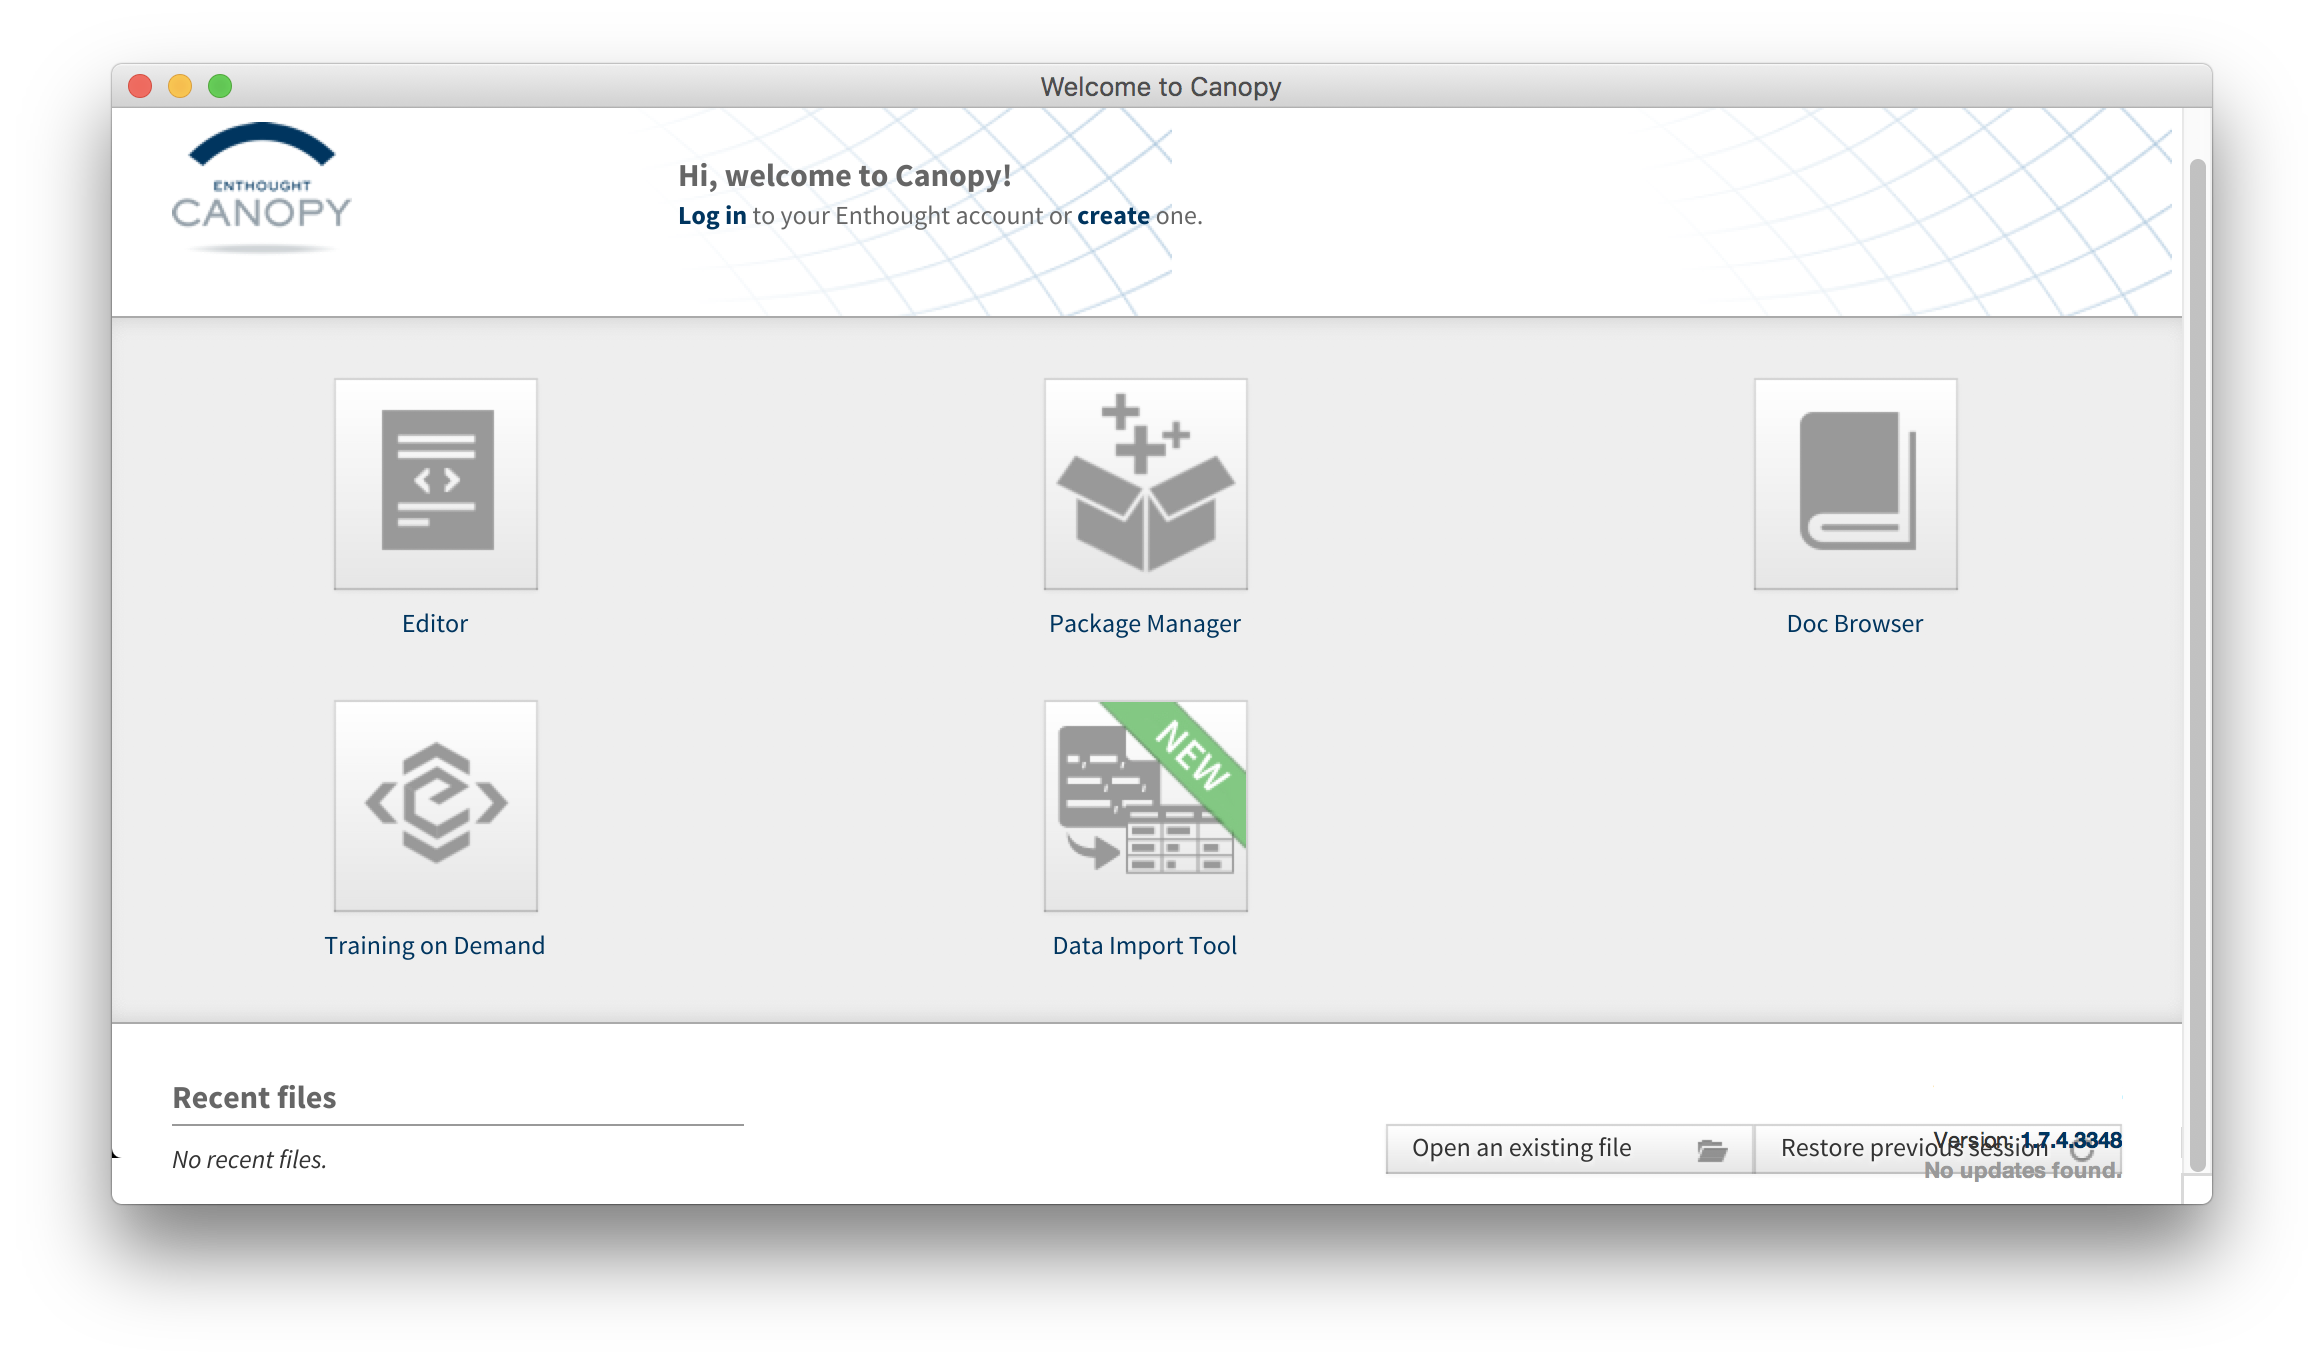 Welcome to Canopy
ENTHOUGHT
CANOPY
Hi, welcome to Canopy!
Log in to your Enthought account or create one.
Editor
Package Manager
Doc Browser
NEW
Training on Demand
Data Import Tool
Recent files
No recent files.
Open an existing file
Restore previous session
Version: 1.7.4.3348
No updates found.